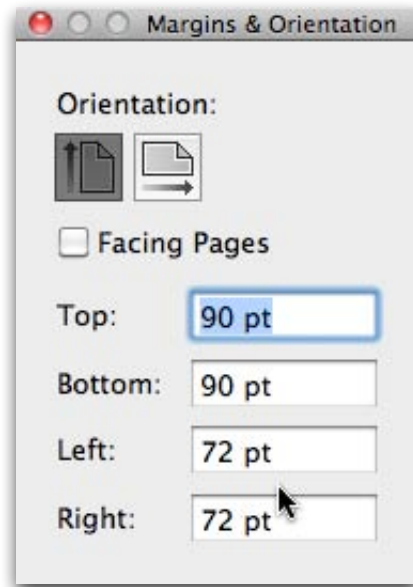 Margins & Orientation
Orientation:
Facing Pages
Top: 90 pt
Bottom: 90 pt
Left: 72 pt
Right: 72 pt